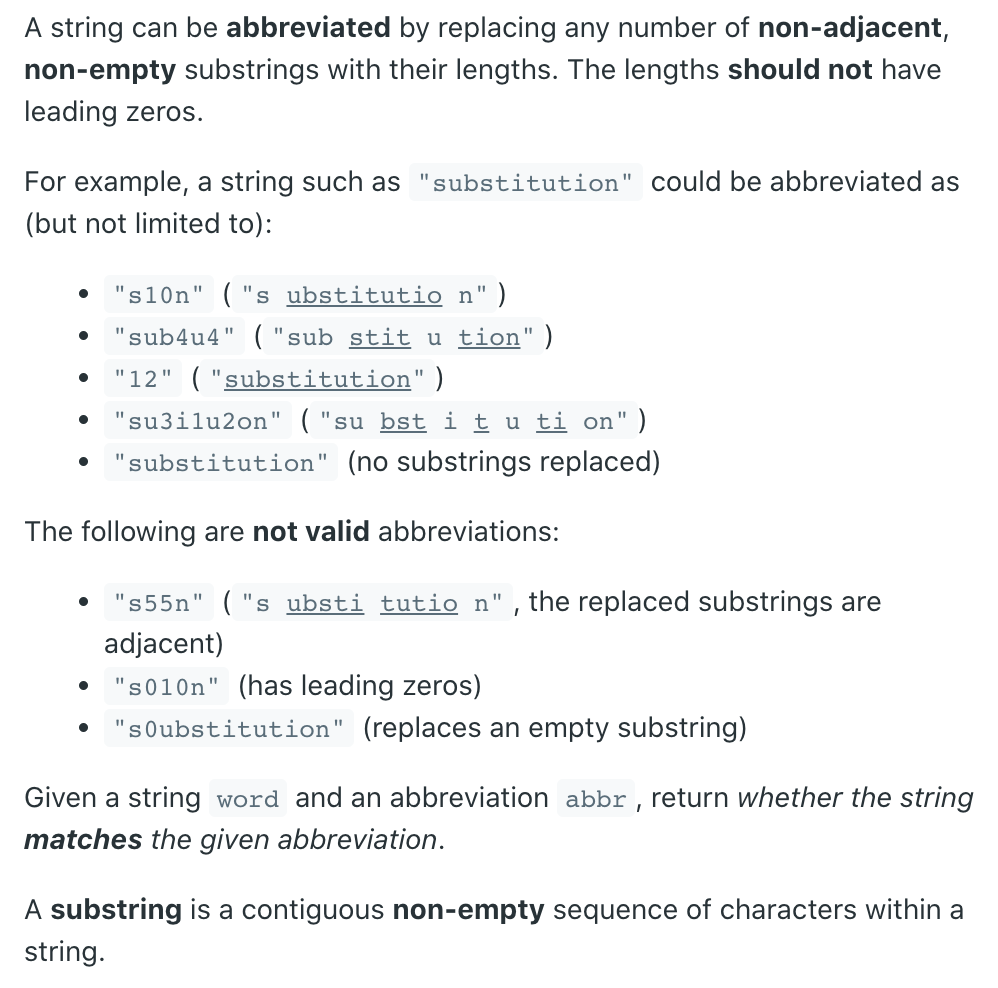 A string can be abbreviated by replacing any number of non-adjacent,
non-empty substrings with their lengths. The lengths should not have
leading zeros.
For example, a string such as "substitution" could be abbreviated as
(but not limited to):
• "s10n" ( "s ubstitutio n" )
• "sub4u4" ( "sub stit u tion" )
• "12" ( "substitution" )
• "su3i1u2on" ( "su bst i t u ti on" )
• "substitution" (no substrings replaced)
The following are not valid abbreviations:
• "s55n" ( "s ubsti tutio n" , the replaced substrings are
adjacent)
• "s010n" (has leading zeros)
• "s0ubstitution" (replaces an empty substring)
Given a string word and an abbreviation abbr , return whether the string
matches the given abbreviation.
A substring is a contiguous non-empty sequence of characters within a
string.